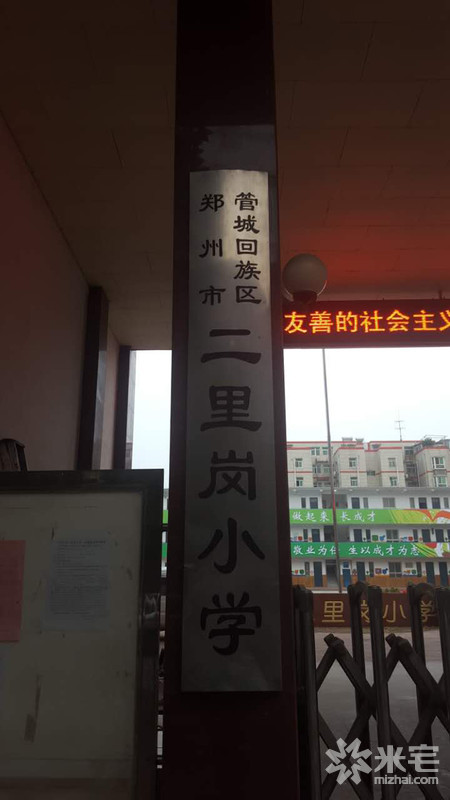 郑州市
管城回族区
二里岗小学
友善的社会主义
做起来 长成才
敬业为任 生以成才为志
里岗小学
米宅
mizhai.com